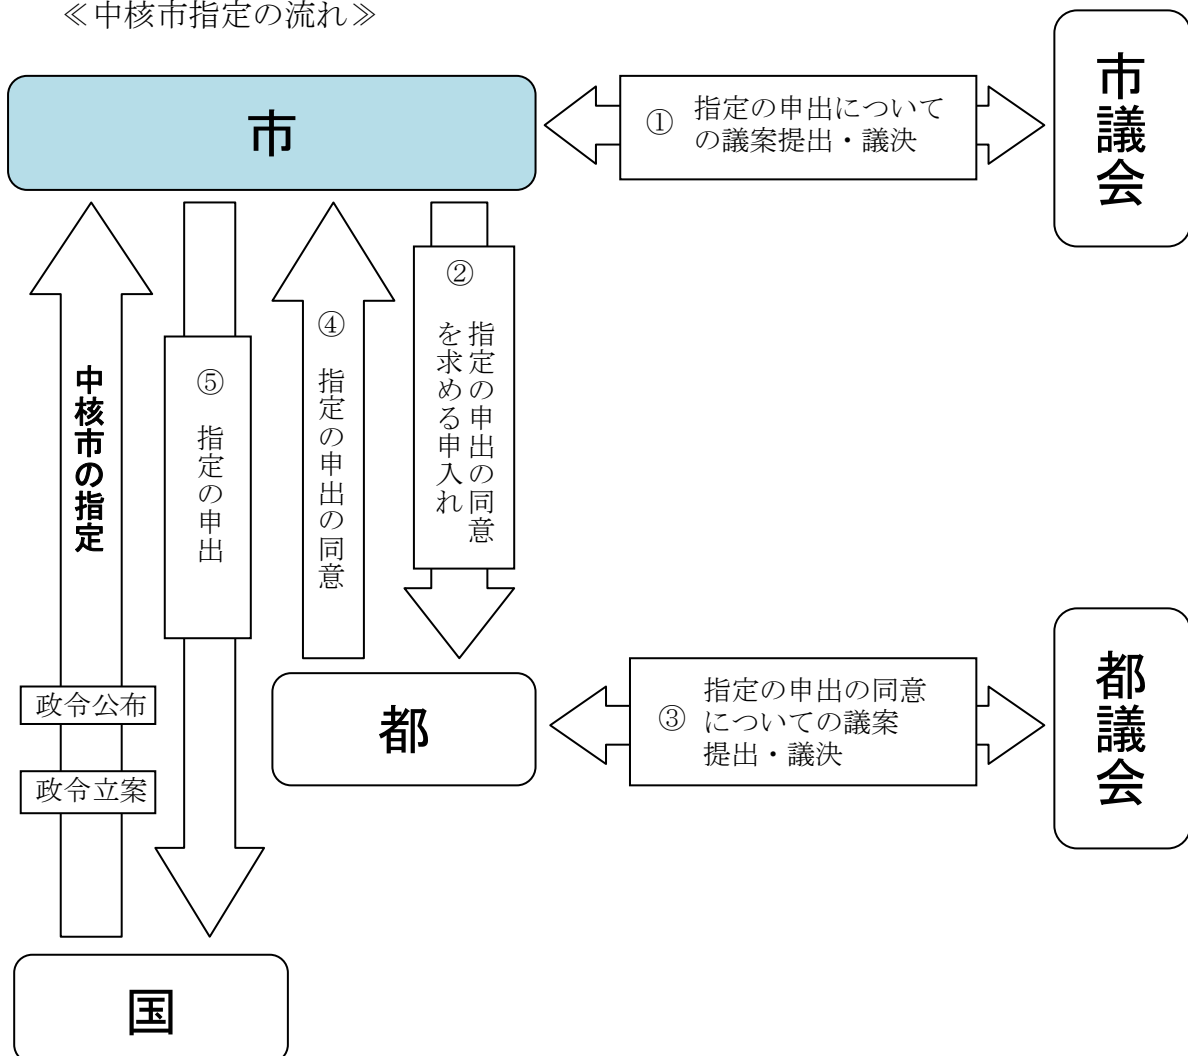 ≪中核市指定の流れ≫
市
① 指定の申出について
の議案提出・議決
市議会
② 指定の申出の同意
を求める申入れ
④ 指定の申出の同意
⑤ 指定の申出
中核市の指定
政令公布
政令立案
都
③ 指定の申出の同意
についての議案
提出・議決
都議会
国